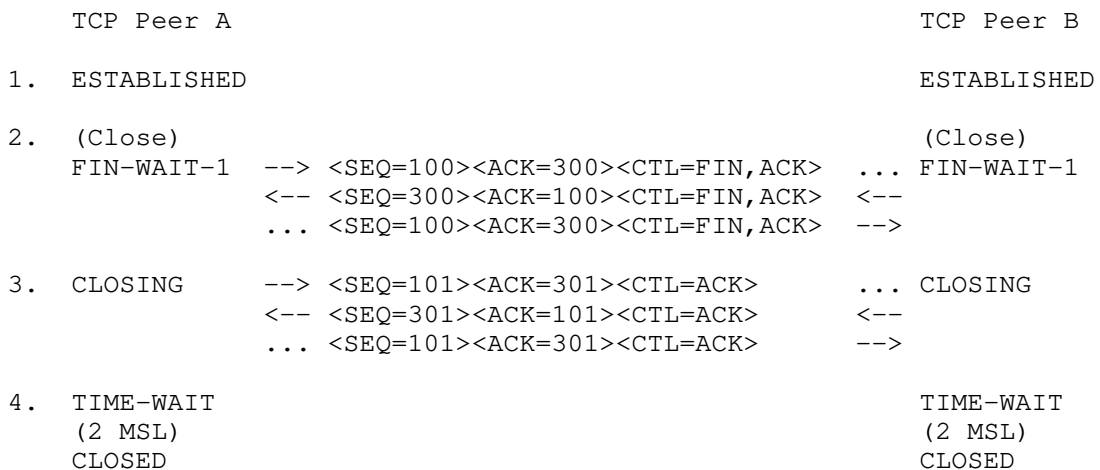 TCP Peer A                                           TCP Peer B

1.  ESTABLISHED                                          ESTABLISHED

2.  (Close)                                              (Close)
    FIN-WAIT-1  --> <SEQ=100><ACK=300><CTL=FIN,ACK>  ... FIN-WAIT-1
                <-- <SEQ=300><ACK=100><CTL=FIN,ACK>  <--
                ... <SEQ=100><ACK=300><CTL=FIN,ACK>  -->

3.  CLOSING     --> <SEQ=101><ACK=301><CTL=ACK>      ... CLOSING
                <-- <SEQ=301><ACK=101><CTL=ACK>      <--
                ... <SEQ=101><ACK=301><CTL=ACK>      -->

4.  TIME-WAIT                                            TIME-WAIT
    (2 MSL)                                              (2 MSL)
    CLOSED                                               CLOSED